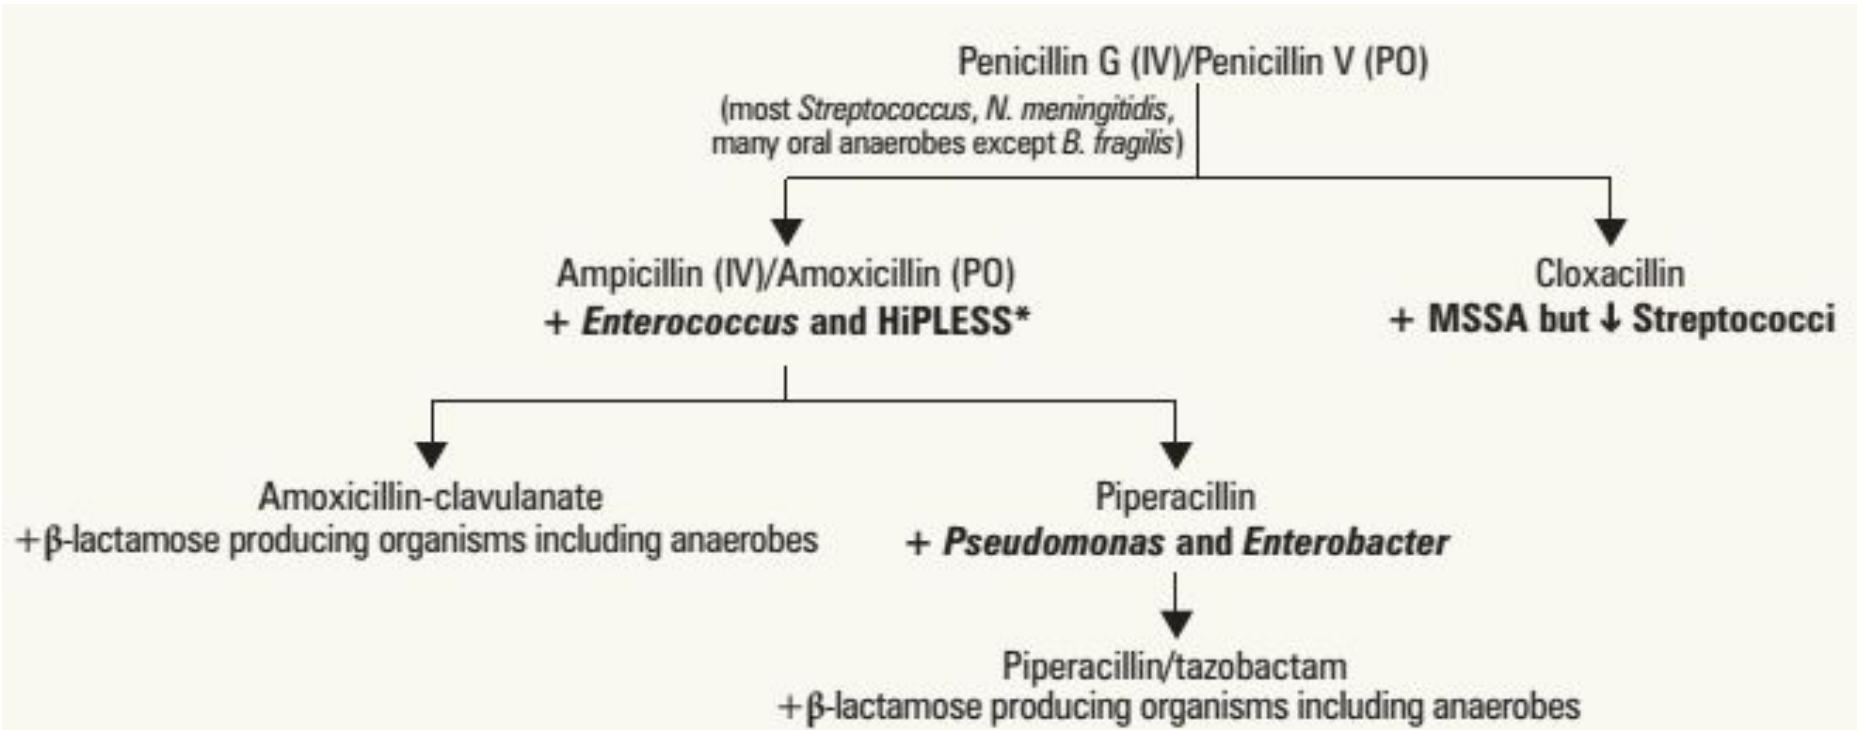 Penicillin G (IV)/Penicillin V (PO)
(most Streptococcus, N. meningitidis,
many oral anaerobes except B. fragilis)
Ampicillin (IV)/Amoxicillin (PO)
+ Enterococcus and HiPLESS*
Cloxacillin
+ MSSA but ↓ Streptococci
Amoxicillin-clavulanate
+β-lactamose producing organisms including anaerobes
Piperacillin
+ Pseudomonas and Enterobacter
Piperacillin/tazobactam
+β-lactamose producing organisms including anaerobes